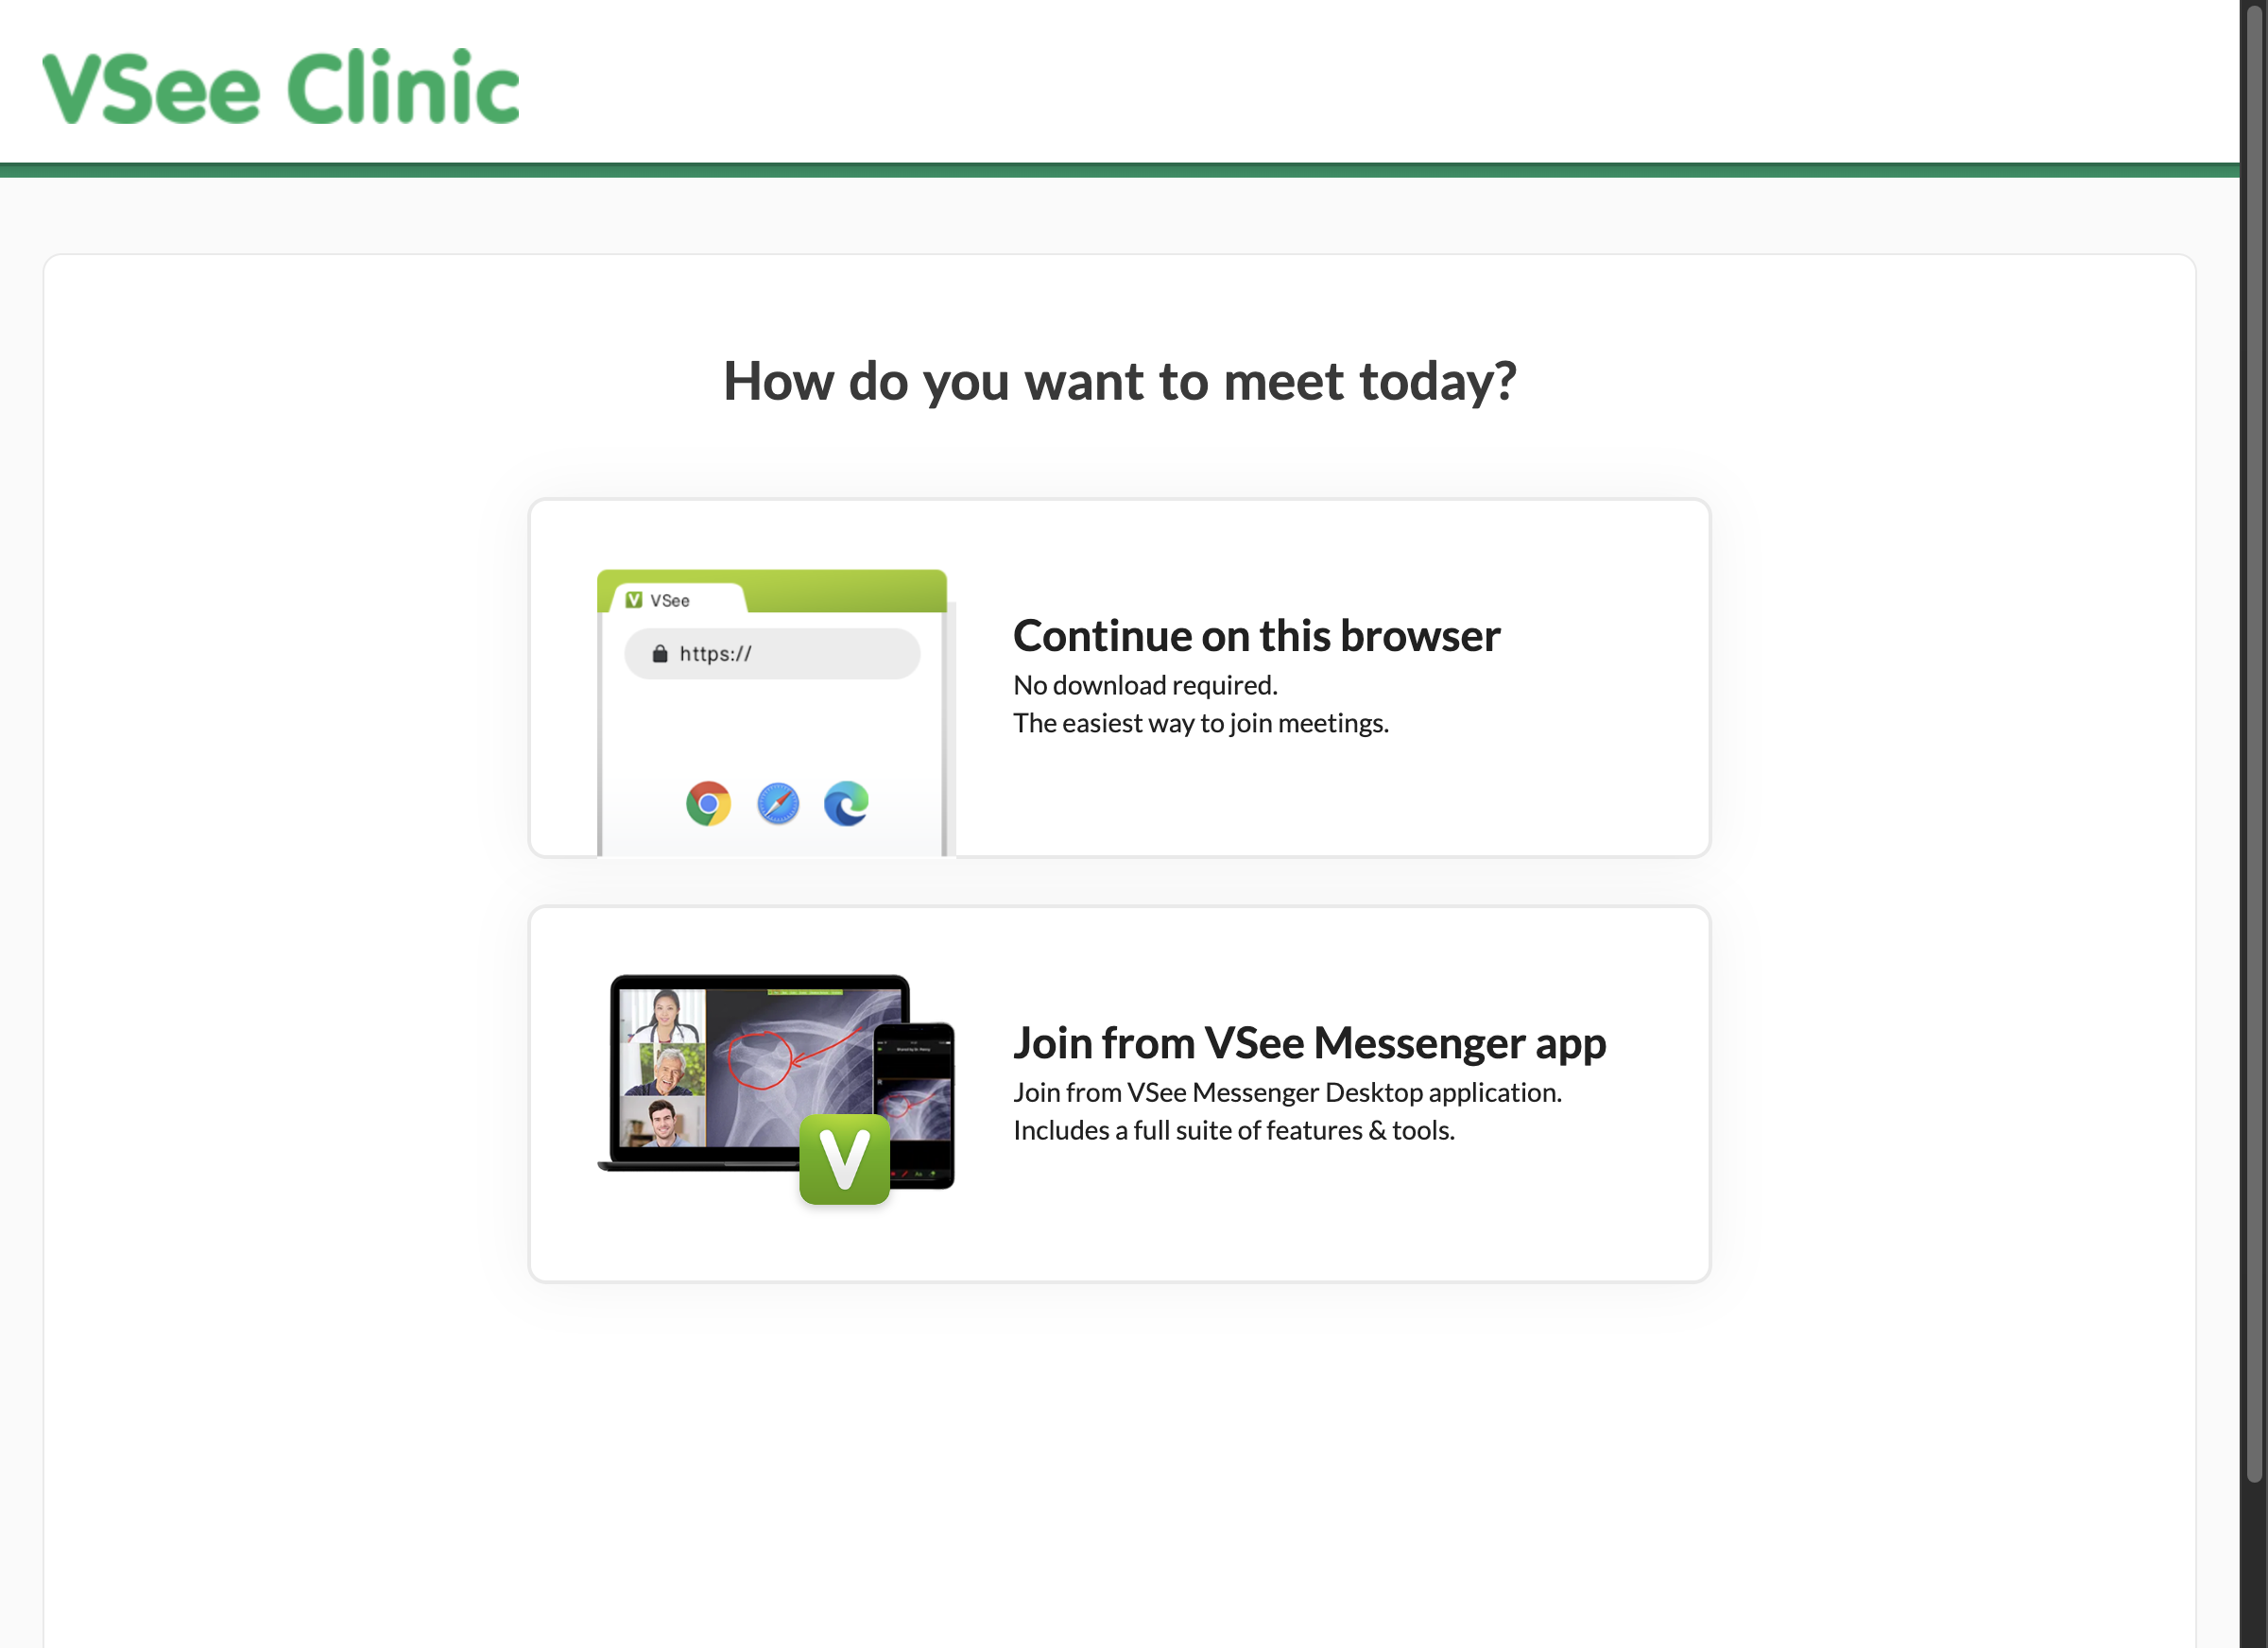 VSee Clinic
How do you want to meet today?
VSee
https://
Continue on this browser
No download required.
The easiest way to join meetings.
Join from VSee Messenger app
Join from VSee Messenger Desktop application.
Includes a full suite of features & tools.
V